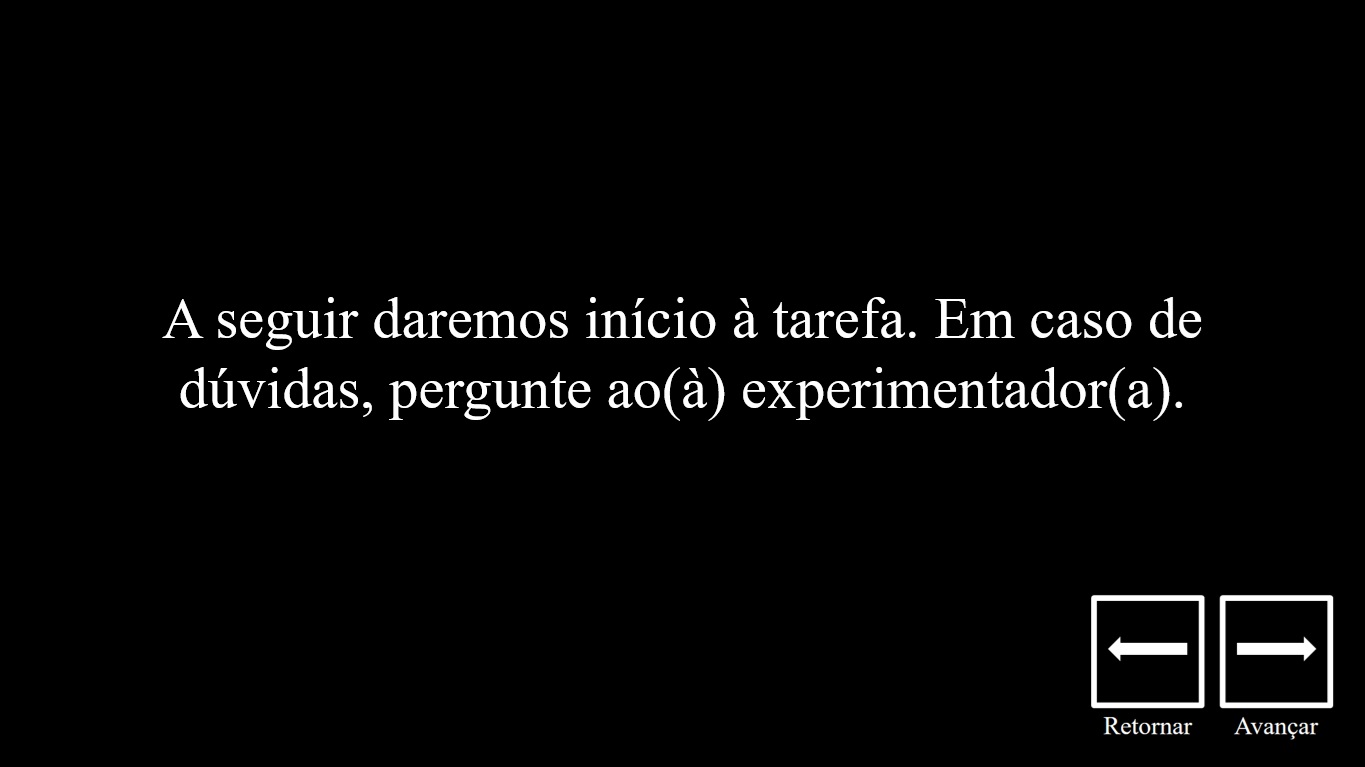 A seguir daremos início à tarefa. Em caso de
dúvidas, pergunte ao(à) experimentador(a).
Retornar
Avançar